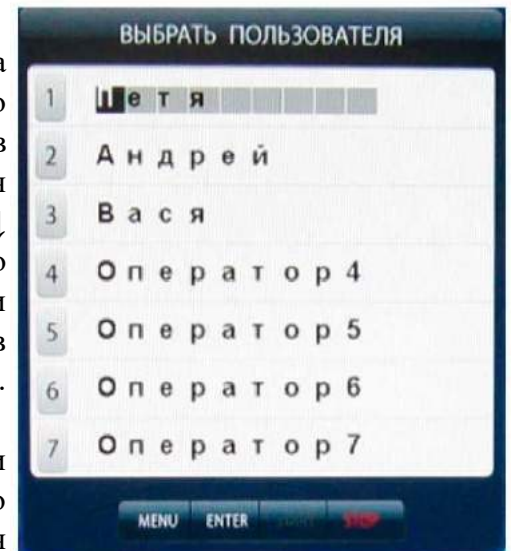 ВЫБРАТЬ ПОЛЬЗОВАТЕЛЯ
1 Петя
2 Андрей
3 Вася
4 Оператор4
5 Оператор5
6 Оператор6
7 Оператор7
MENU ENTER START STOP